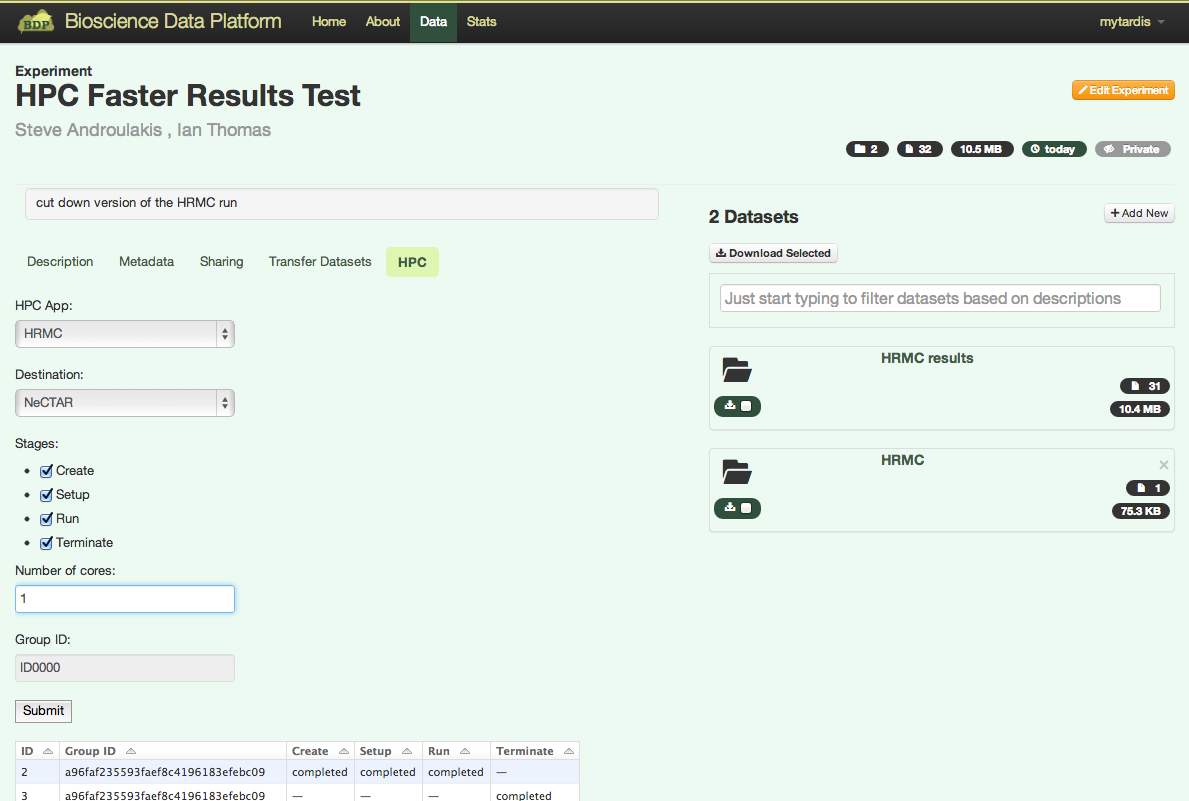 BDP Bioscience Data Platform Home About Data Stats mytardis
Experiment
HPC Faster Results Test
Edit Experiment
Steve Androulakis , Ian Thomas
2 32 10.5 MB today Private
cut down version of the HRMC run
2 Datasets
+ Add New
Download Selected
Just start typing to filter datasets based on descriptions
HRMC results
31
10.4 MB
HRMC
×
1
75.3 KB
Description Metadata Sharing Transfer Datasets HPC
HPC App:
HRMC
Destination:
NeCTAR
Stages:
Create
Setup
Run
Terminate
Number of cores:
1
Group ID:
ID0000
Submit
ID Group ID Create Setup Run Terminate
2 a96faf235593faef8c4196183efebc09 completed completed completed —
3 a96faf235593faef8c4196183efebc09 — — — completed